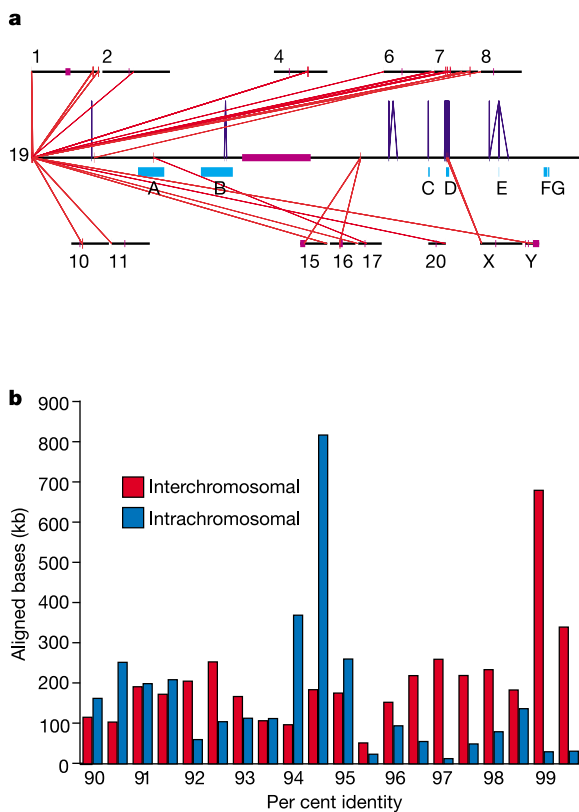 a
1 2 4 6 7 8
19
A B C D E FG
10 11 15 16 17 20 X Y
b
900
800
700
600
500
400
300
200
100
0
Aligned bases (kb)
Interchromosomal
Intrachromosomal
90 91 92 93 94 95 96 97 98 99
Per cent identity